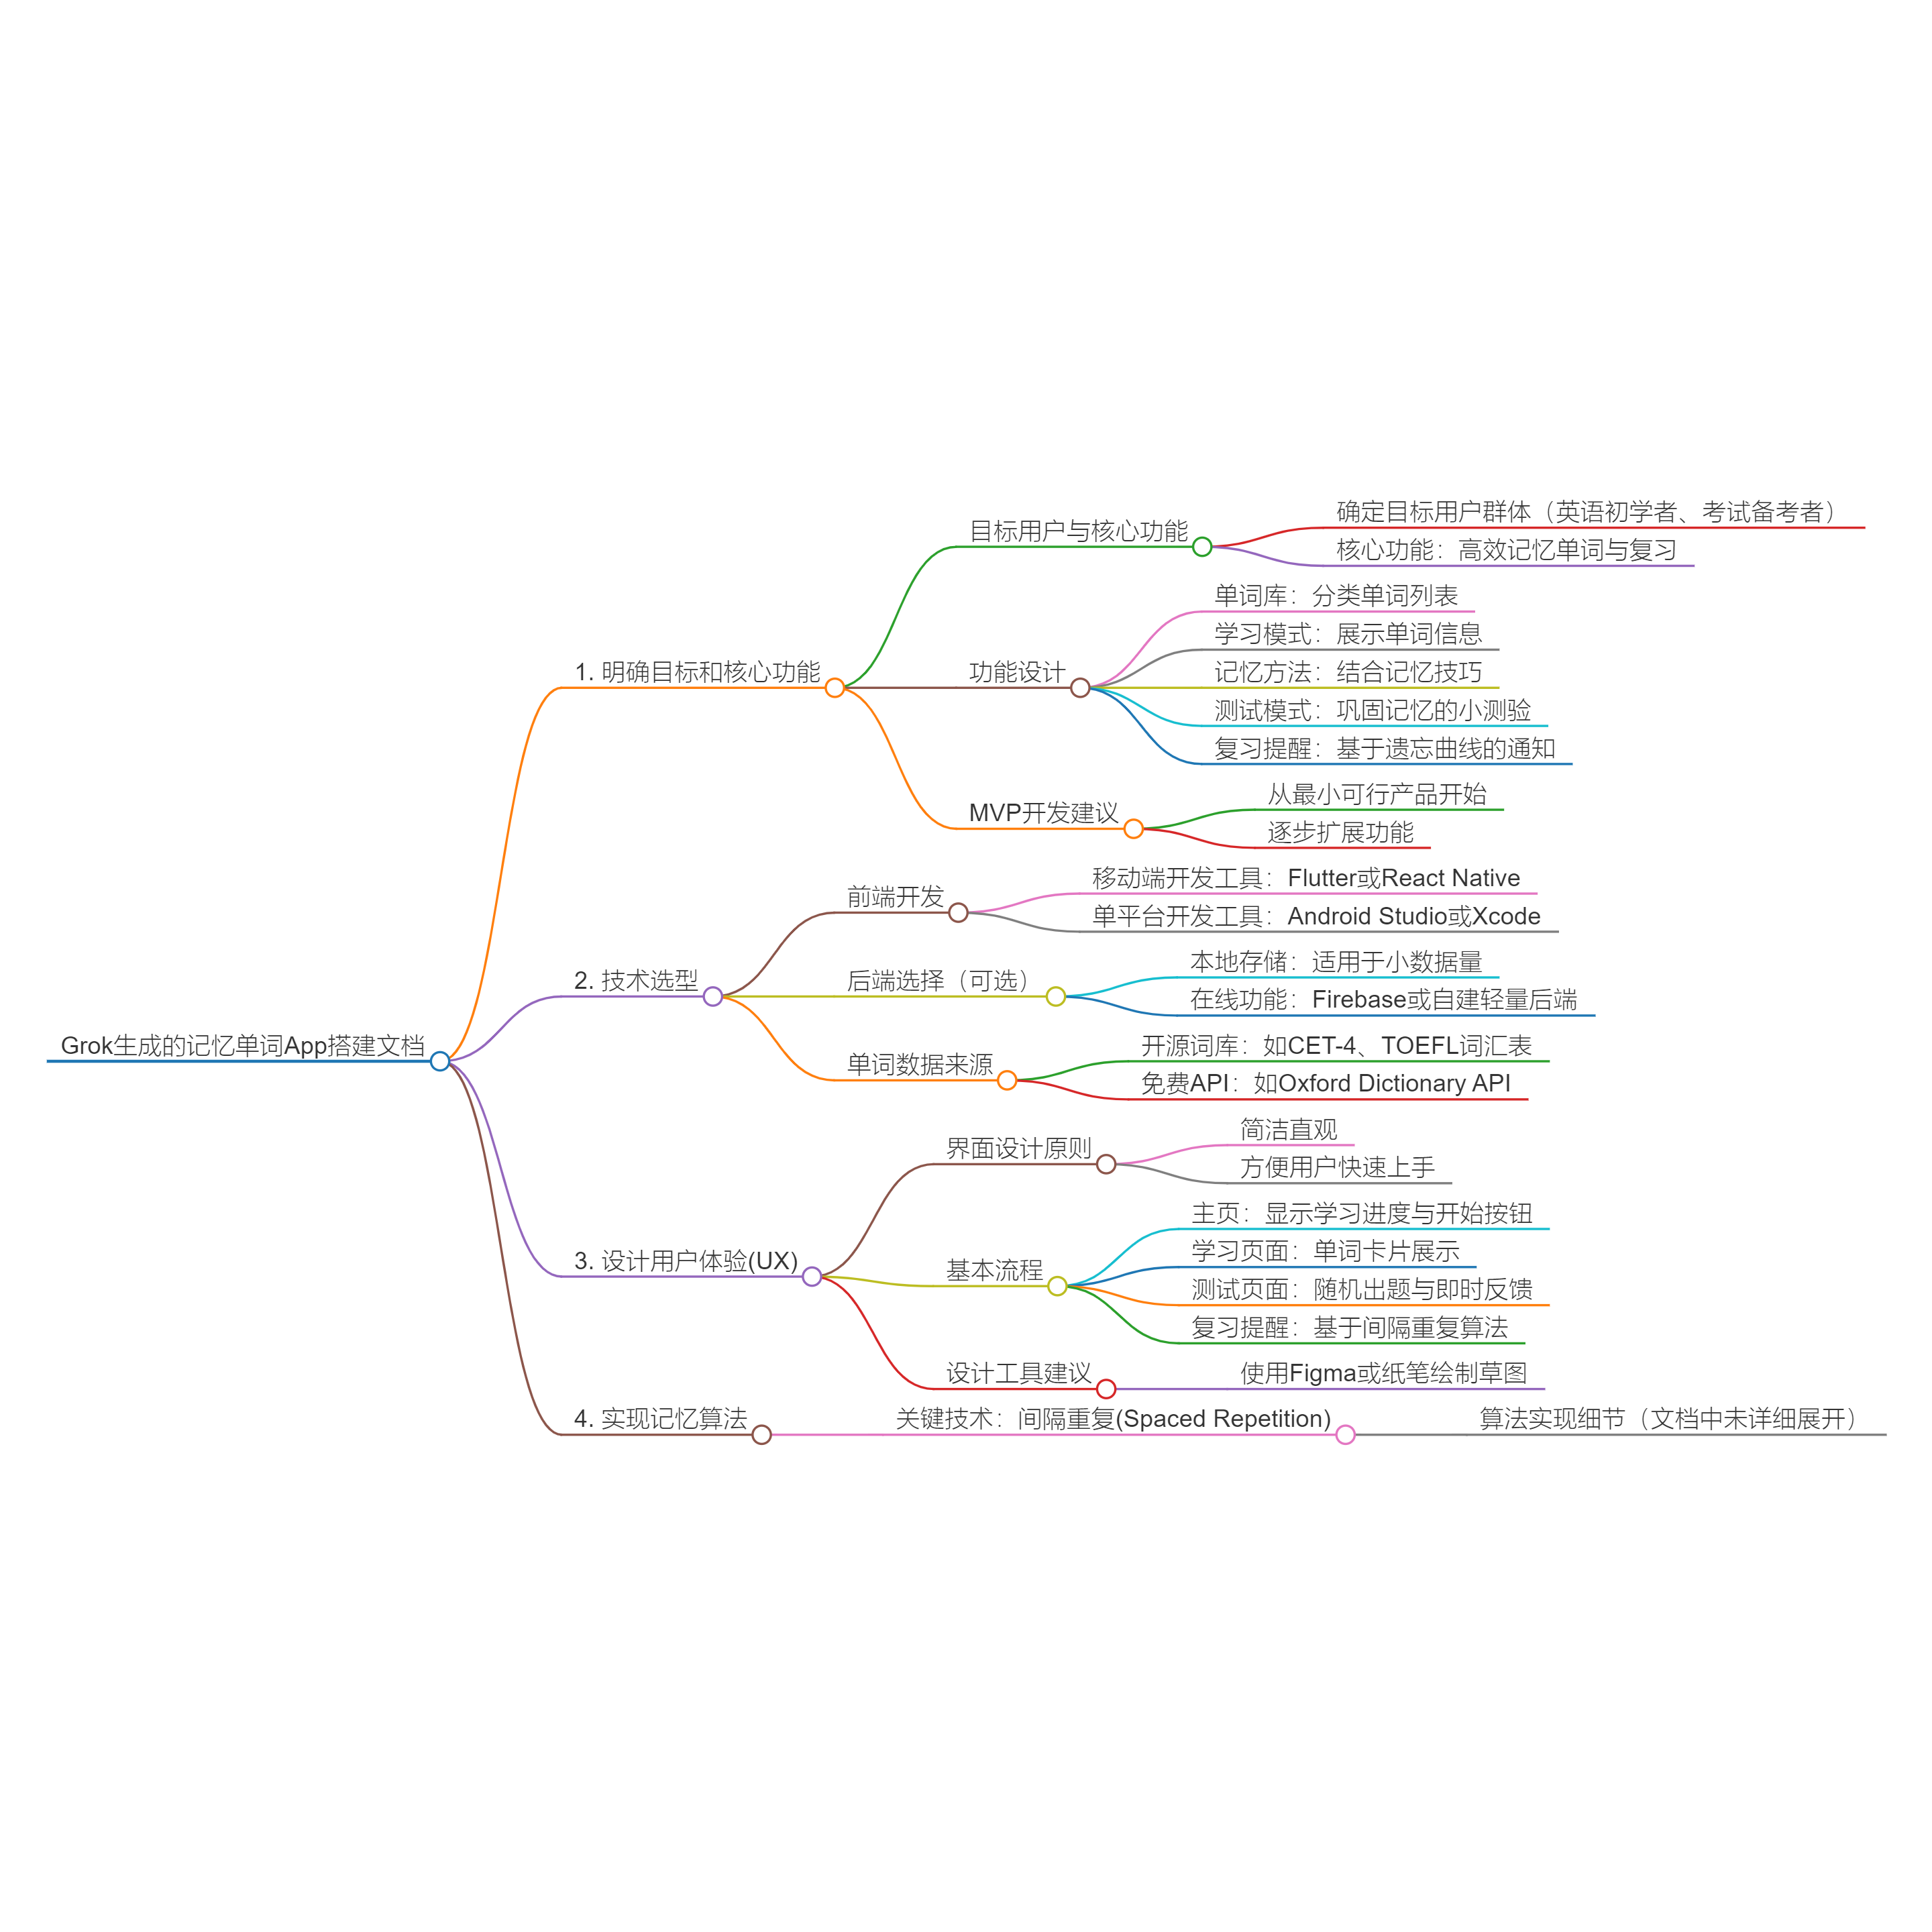 Grok生成的记忆单词App搭建文档
1. 明确目标和核心功能
目标用户与核心功能
确定目标用户群体（英语初学者、考试备考者）
核心功能：高效记忆单词与复习
功能设计
单词库：分类单词列表
学习模式：展示单词信息
记忆方法：结合记忆技巧
测试模式：巩固记忆的小测验
复习提醒：基于遗忘曲线的通知
MVP开发建议
从最小可行产品开始
逐步扩展功能
2. 技术选型
前端开发
移动端开发工具：Flutter或React Native
单平台开发工具：Android Studio或Xcode
后端选择（可选）
本地存储：适用于小数据量
在线功能：Firebase或自建轻量后端
单词数据来源
开源词库：如CET-4、TOEFL词汇表
免费API：如Oxford Dictionary API
3. 设计用户体验(UX)
界面设计原则
简洁直观
方便用户快速上手
基本流程
主页：显示学习进度与开始按钮
学习页面：单词卡片展示
测试页面：随机出题与即时反馈
复习提醒：基于间隔重复算法
设计工具建议
使用Figma或纸笔绘制草图
4. 实现记忆算法
关键技术：间隔重复(Spaced Repetition)
算法实现细节（文档中未详细展开）